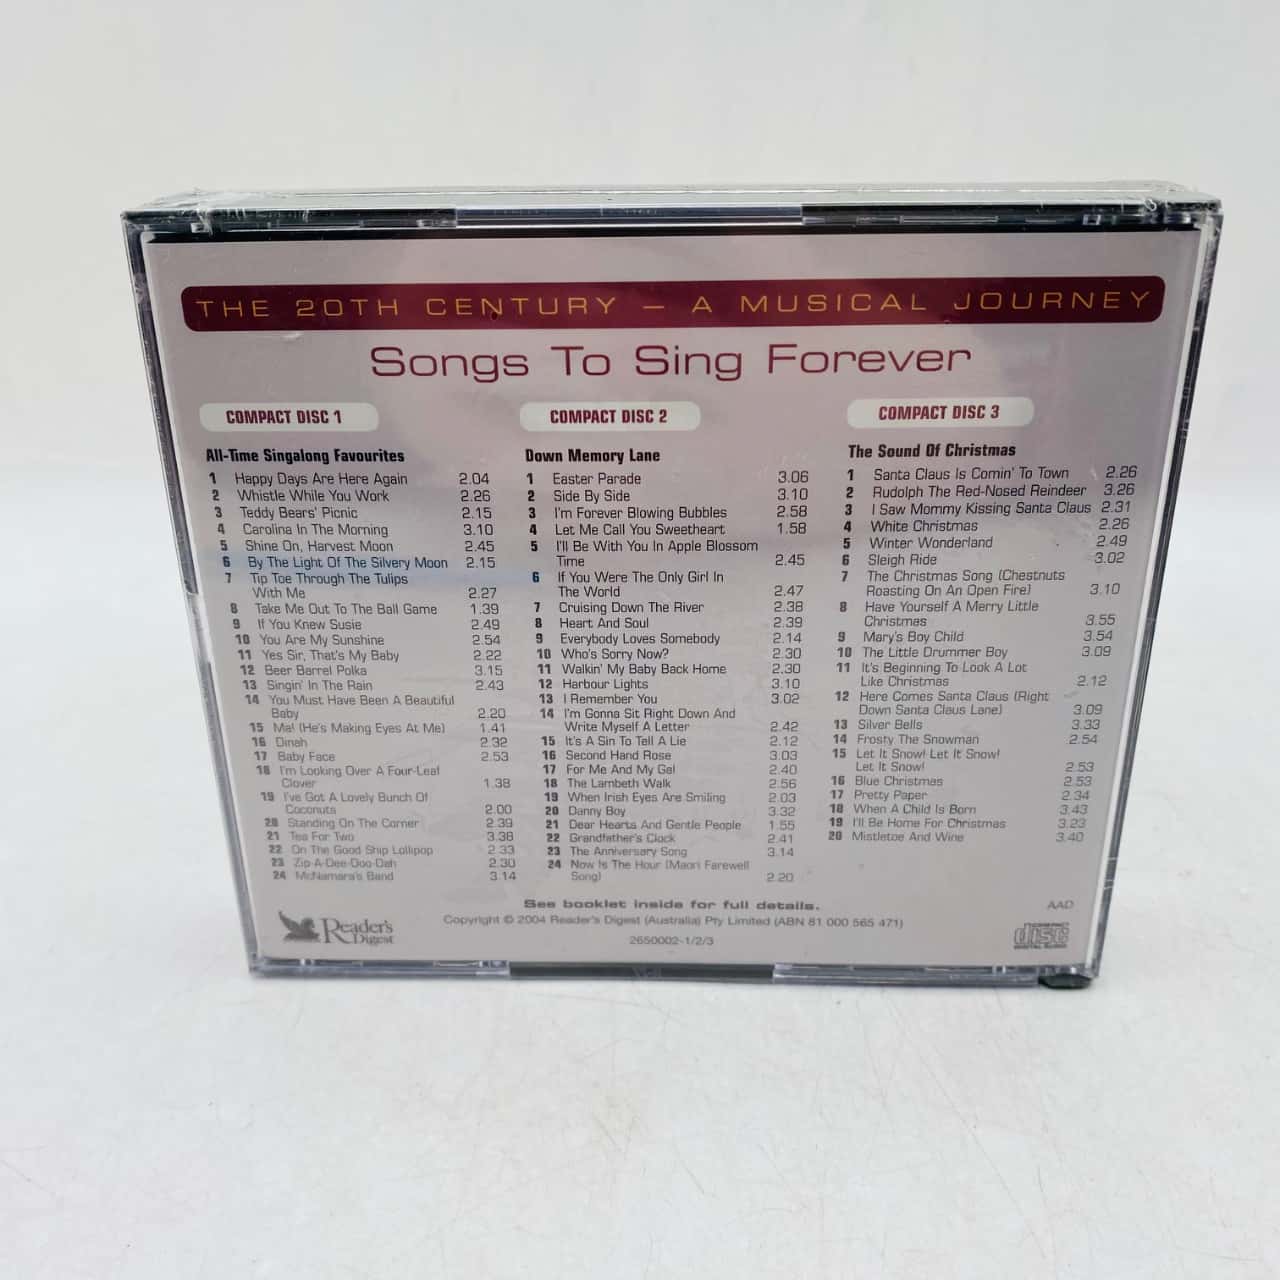 THE 20TH CENTURY – A MUSICAL JOURNEY
Songs To Sing Forever
COMPACT DISC 1
All-Time Singalong Favourites
1 Happy Days Are Here Again 2.04
2 Whistle While You Work 2.26
3 Teddy Bears' Picnic 2.15
4 Carolina In The Morning 3.10
5 Shine On, Harvest Moon 2.45
6 By The Light Of The Silvery Moon 2.15
7 Tip Toe Through The Tulips
With Me 2.27
8 Take Me Out To The Ball Game 1.39
9 If You Knew Susie 2.49
10 You Are My Sunshine 2.54
11 Yes Sir, That's My Baby 2.22
12 Beer Barrel Polka 3.15
13 Singin' In The Rain 2.43
14 You Must Have Been A Beautiful
Baby 2.20
15 Ma! (He's Making Eyes At Me) 1.41
16 Dinah 2.32
17 Baby Face 2.53
18 I'm Looking Over A Four-Leaf
Clover 1.38
19 I've Got A Lovely Bunch Of
Coconuts 2.00
20 Standing On The Corner 2.39
21 Tea For Two 3.38
22 On The Good Ship Lollipop 2.33
23 Zip-A-Dee-Doo-Dah 2.30
24 McNamara's Band 3.14
COMPACT DISC 2
Down Memory Lane
1 Easter Parade 3.06
2 Side By Side 3.10
3 I'm Forever Blowing Bubbles 2.58
4 Let Me Call You Sweetheart 1.58
5 I'll Be With You In Apple Blossom
Time 2.45
6 If You Were The Only Girl In
The World 2.47
7 Cruising Down The River 2.38
8 Heart And Soul 2.39
9 Everybody Loves Somebody 2.14
10 Who's Sorry Now? 2.30
11 Walkin' My Baby Back Home 2.30
12 Harbour Lights 3.10
13 I Remember You 3.02
14 I'm Gonna Sit Right Down And
Write Myself A Letter 2.42
15 It's A Sin To Tell A Lie 2.12
16 Second Hand Rose 3.03
17 For Me And My Gal 2.40
18 The Lambeth Walk 2.56
19 When Irish Eyes Are Smiling 2.03
20 Danny Boy 3.32
21 Dear Hearts And Gentle People 1.55
22 Grandfather's Clock 2.41
23 The Anniversary Song 3.14
24 Now Is The Hour (Maori Farewell
Song) 2.20
COMPACT DISC 3
The Sound Of Christmas
1 Santa Claus Is Comin' To Town 2.26
2 Rudolph The Red-Nosed Reindeer 3.26
3 I Saw Mommy Kissing Santa Claus 2.31
4 White Christmas 2.26
5 Winter Wonderland 2.49
6 Sleigh Ride 3.02
7 The Christmas Song (Chestnuts
Roasting On An Open Fire) 3.10
8 Have Yourself A Merry Little
Christmas 3.55
9 Mary's Boy Child 3.54
10 The Little Drummer Boy 3.09
11 It's Beginning To Look A Lot
Like Christmas 2.12
12 Here Comes Santa Claus (Right
Down Santa Claus Lane) 3.09
13 Silver Bells 3.33
14 Frosty The Snowman 2.54
15 Let It Snow! Let It Snow!
Let It Snow! 2.53
16 Blue Christmas 2.53
17 Pretty Paper 2.34
18 When A Child Is Born 3.43
19 I'll Be Home For Christmas 3.23
20 Mistletoe And Wine 3.40
See booklet inside for full details.
AAD
Copyright © 2004 Reader's Digest (Australia) Pty Limited (ABN 81 000 565 471)
2650002-1/2/3
Reader's
Digest
COMPACT
disc
DIGITAL AUDIO